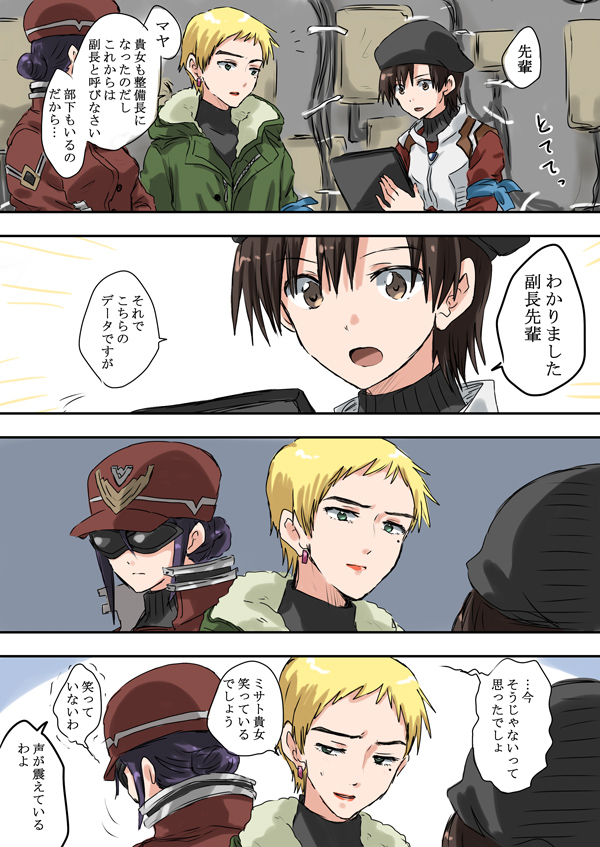 先輩
とててっ
マヤ
貴女も整備長に
なったのだし
これからは
副長と呼びなさい
部下もいるの
だから…
わかりました
副長先輩
それで
こちらの
データですが
…今
そうじゃないって
思ったでしょ
ミサト貴女
笑っている
でしょう
笑って
いないわ
声が震えている
わよ